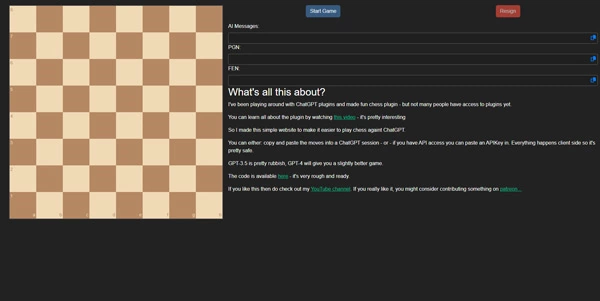 Start Game
Resign
AI Messages:
PGN:
FEN:
What's all this about?
I've been playing around with ChatGPT plugins and made fun chess plugin - but not many people have access to plugins yet.
You can learn all about the plugin by watching this video - it's pretty interesting
So I made this simple website to make it easier to play chess againt ChatGPT.
You can either: copy and paste the moves into a ChatGPT session - or - if you have API access you can paste an APIKey in. Everything happens client side so it's
pretty safe.
GPT-3.5 is pretty rubbish, GPT-4 will give you a slightly better game.
The code is available here - it's very rough and ready.
If you like this then do check out my YouTube channel. If you really like it, you might consider contributing something on